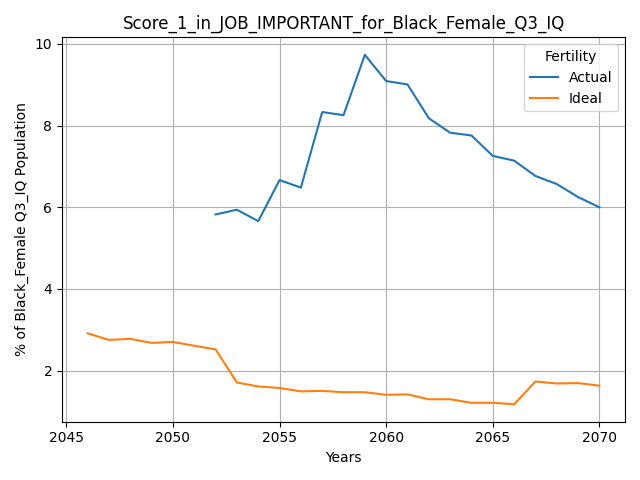 Score_1_in_JOB_IMPORTANT_for_Black_Female_Q3_IQ
Fertility
Actual
Ideal
% of Black_Female Q3_IQ Population
10
8
6
4
2
2045 2050 2055 2060 2065 2070
Years